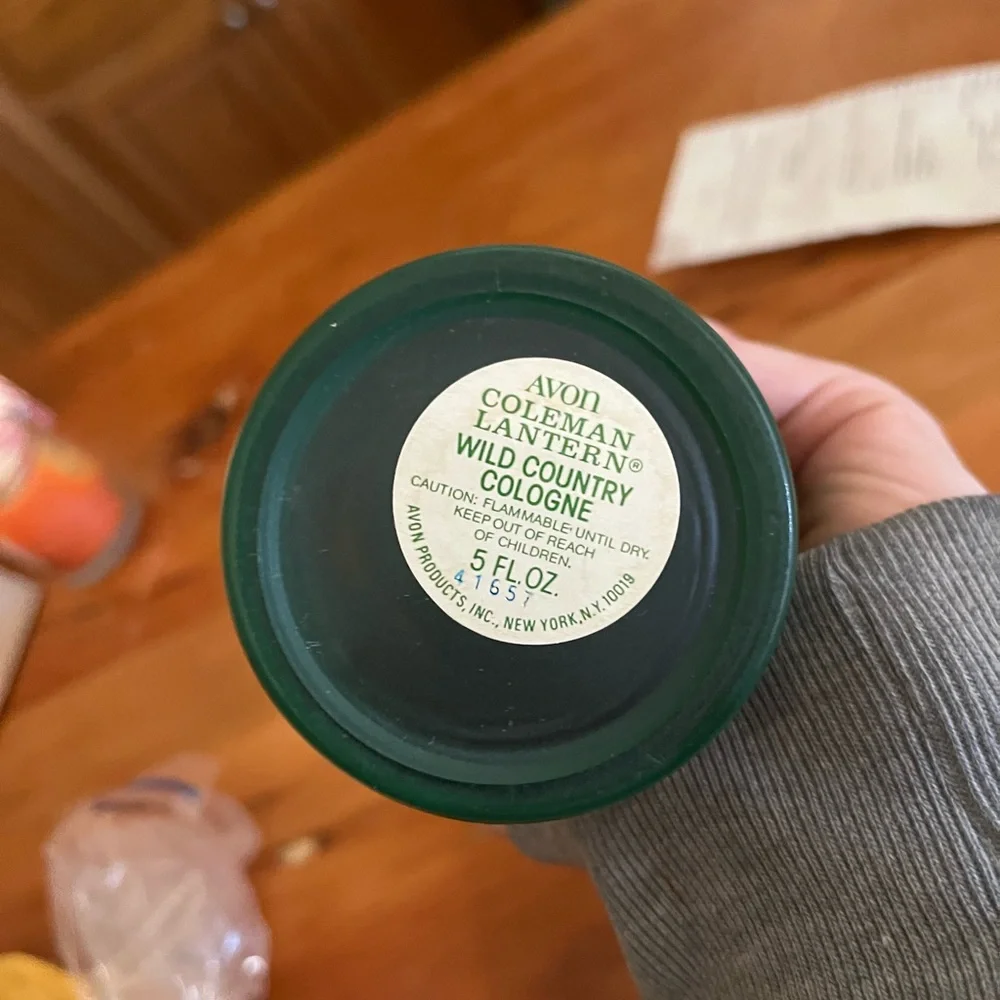 AVON
COLEMAN
LANTERN®
WILD COUNTRY
COLOGNE
CAUTION: FLAMMABLE UNTIL DRY.
KEEP OUT OF REACH
OF CHILDREN.
5 FL. OZ.
41657
AVON PRODUCTS, INC., NEW YORK, N.Y. 10019